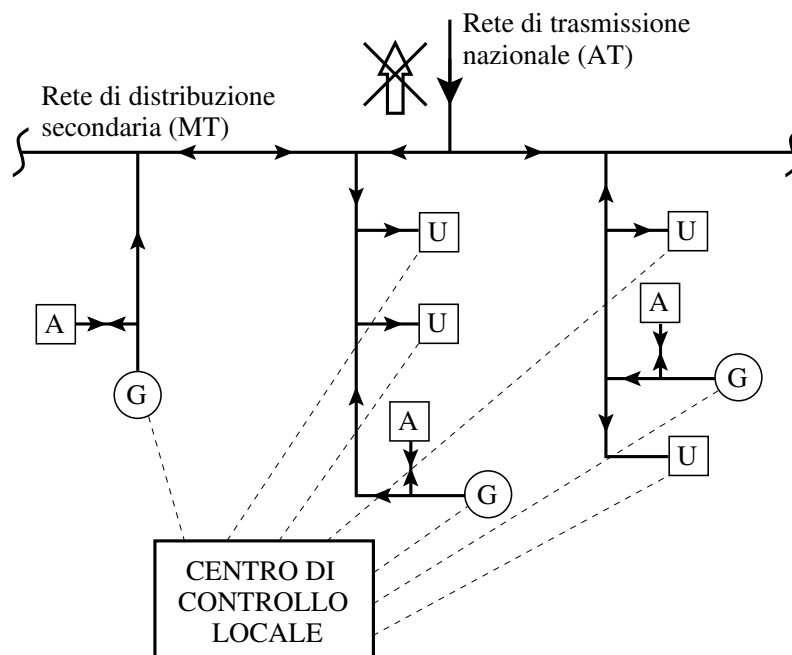 Rete di trasmissione
nazionale (AT)
Rete di distribuzione
secondaria (MT)
U
U
A
U
U
A
G
A
G
U
A
G
CENTRO DI
CONTROLLO
LOCALE